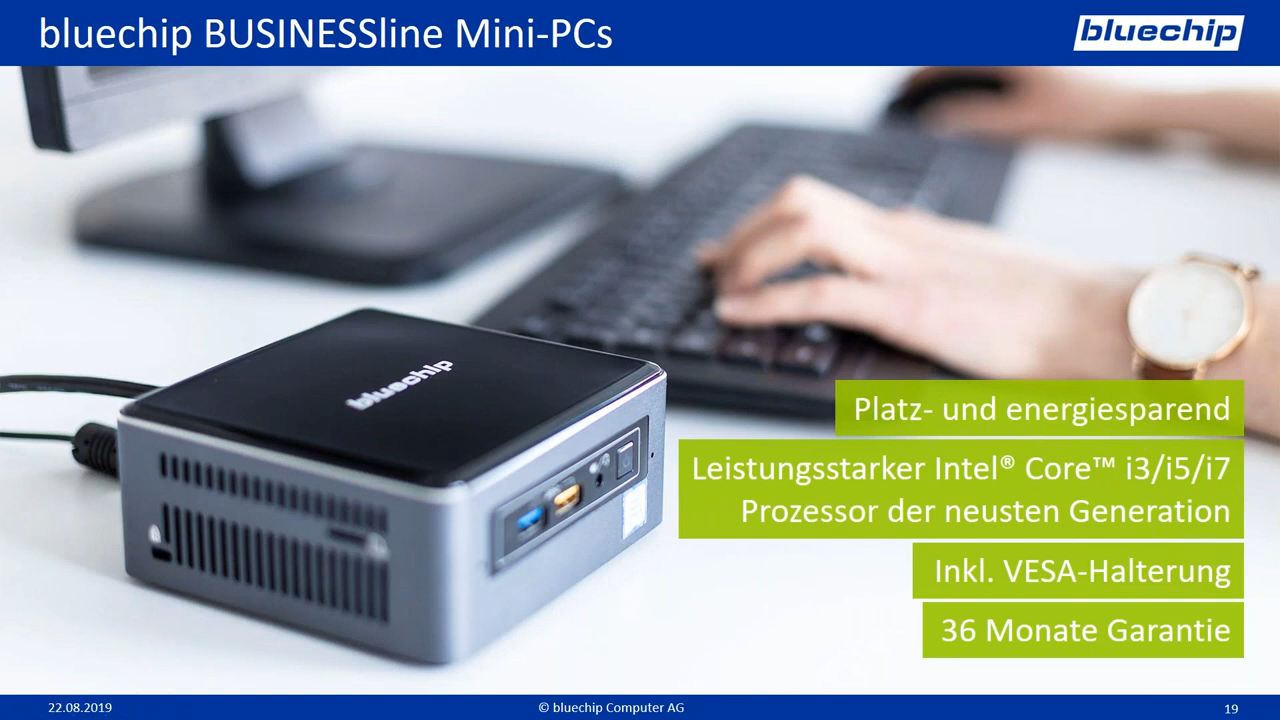 bluechip BUSINESSline Mini-PCs
bluechip
bluechip
Platz- und energiesparend
Leistungsstarker Intel® Core™ i3/i5/i7
Prozessor der neusten Generation
Inkl. VESA-Halterung
36 Monate Garantie
22.08.2019
© bluechip Computer AG
19